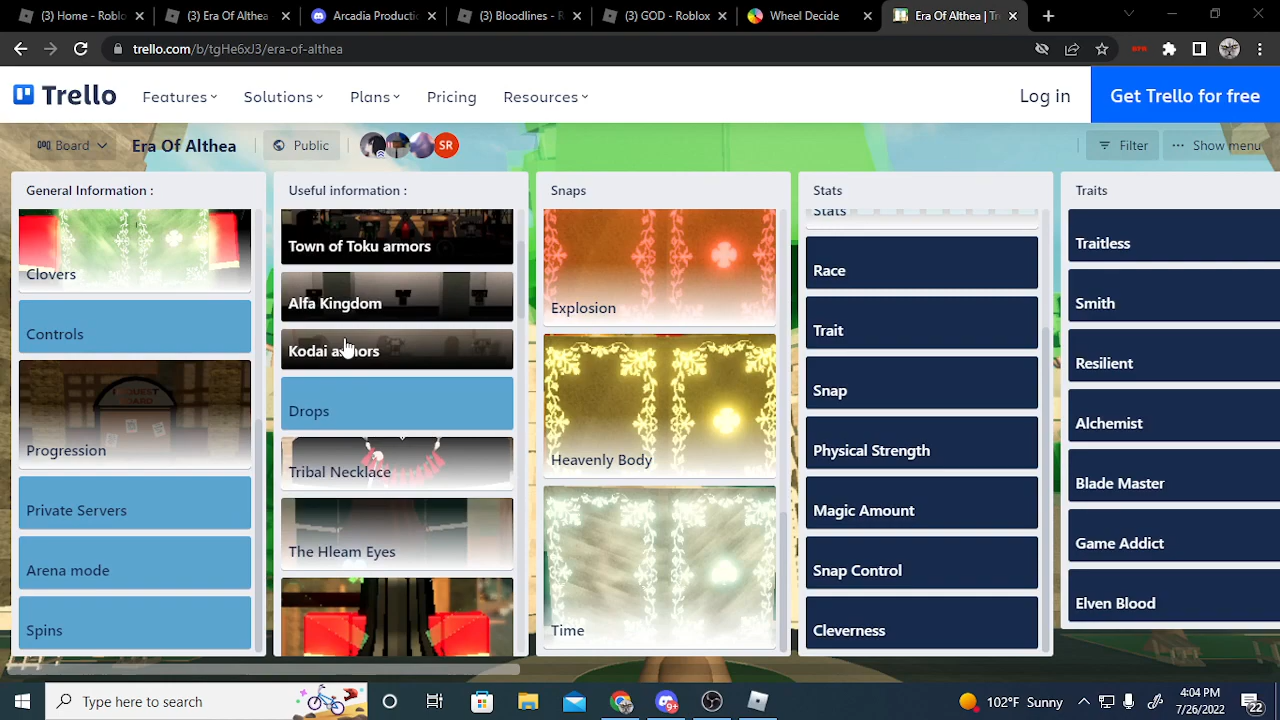 (3) Home - Roblo
(3) Era Of Althea
Arcadia Producti
(3) Bloodlines - R
(3) GOD - Roblox
Wheel Decide
Era Of Althea | Tr
trello.com/b/tgHe6xJ3/era-of-althea
Trello
Features
Solutions
Plans
Pricing
Resources
Log in
Get Trello for free
Board
Era Of Althea
Public
SR
Filter
Show menu
General Information :
Clovers
Controls
Progression
Private Servers
Arena mode
Spins
Useful information :
Town of Toku armors
Alfa Kingdom
Kodai armors
Drops
Tribal Necklace
The Hleam Eyes
Snaps
Explosion
Heavenly Body
Time
Stats
Stats
Race
Trait
Snap
Physical Strength
Magic Amount
Snap Control
Cleverness
Traits
Traitless
Smith
Resilient
Alchemist
Blade Master
Game Addict
Elven Blood
Type here to search
9+
102°F Sunny
4:04 PM
7/26/2022
22